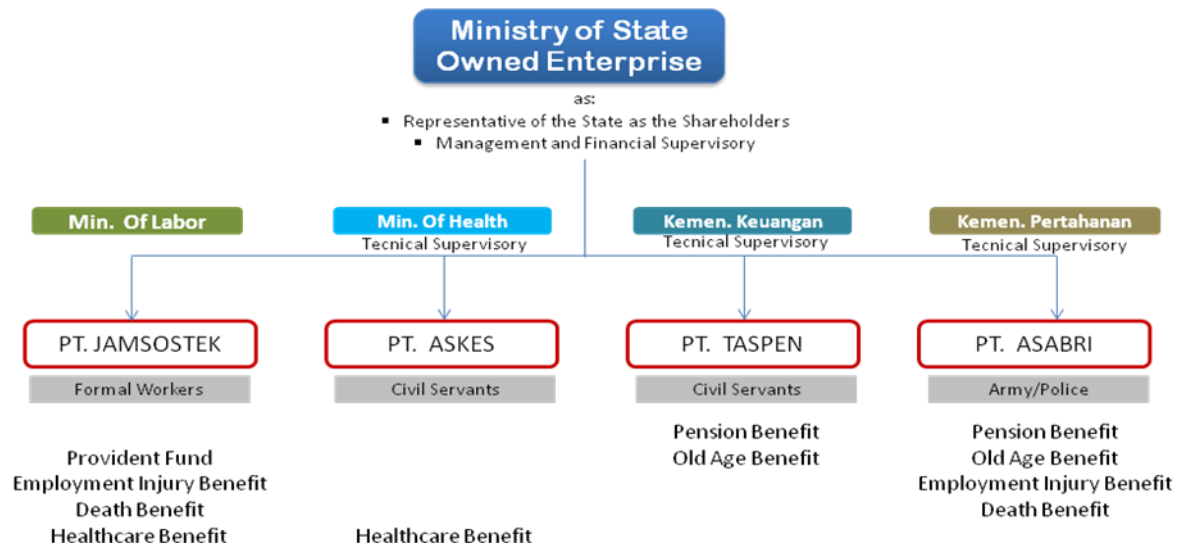 Ministry of State
Owned Enterprise
as:
▪ Representative of the State as the Shareholders
▪ Management and Financial Supervisory
Min. Of Labor
Min. Of Health
Tecnical Supervisory
Kemen. Keuangan
Tecnical Supervisory
Kemen. Pertahanan
Tecnical Supervisory
PT. JAMSOSTEK
PT. ASKES
PT. TASPEN
PT. ASABRI
Formal Workers
Civil Servants
Civil Servants
Army/Police
Provident Fund
Employment Injury Benefit
Death Benefit
Healthcare Benefit
Healthcare Benefit
Pension Benefit
Old Age Benefit
Pension Benefit
Old Age Benefit
Employment Injury Benefit
Death Benefit